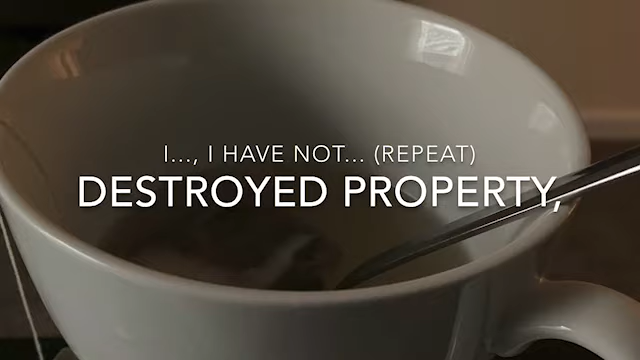 I..., I HAVE NOT... (REPEAT)
DESTROYED PROPERTY,